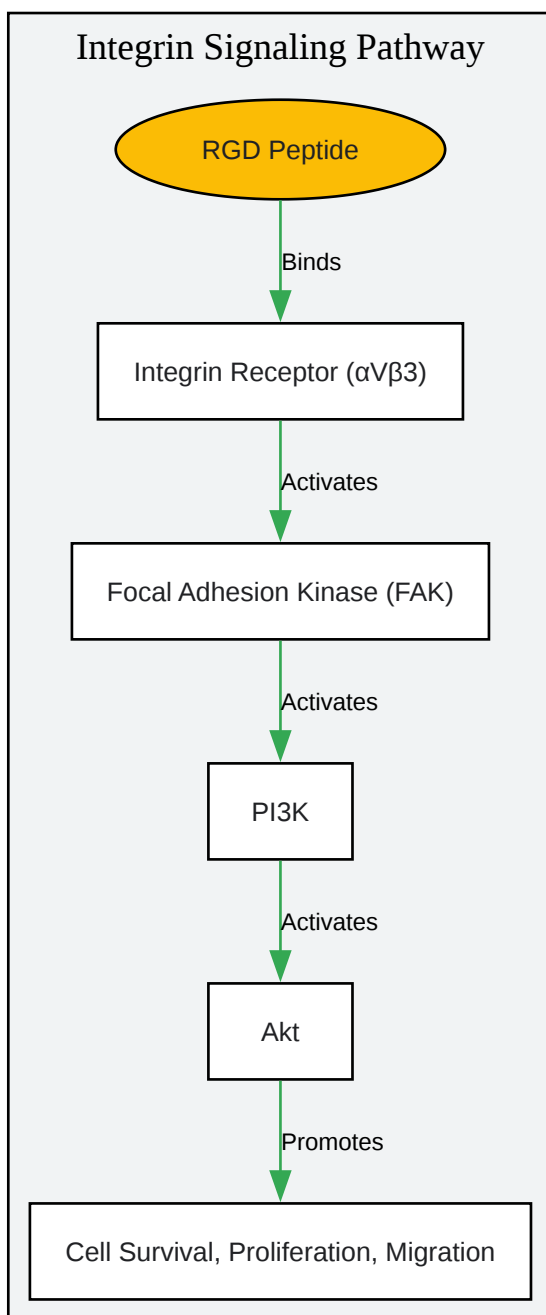 Integrin Signaling Pathway
RGD Peptide
Binds
Integrin Receptor (αVβ3)
Activates
Focal Adhesion Kinase (FAK)
Activates
PI3K
Activates
Akt
Promotes
Cell Survival, Proliferation, Migration